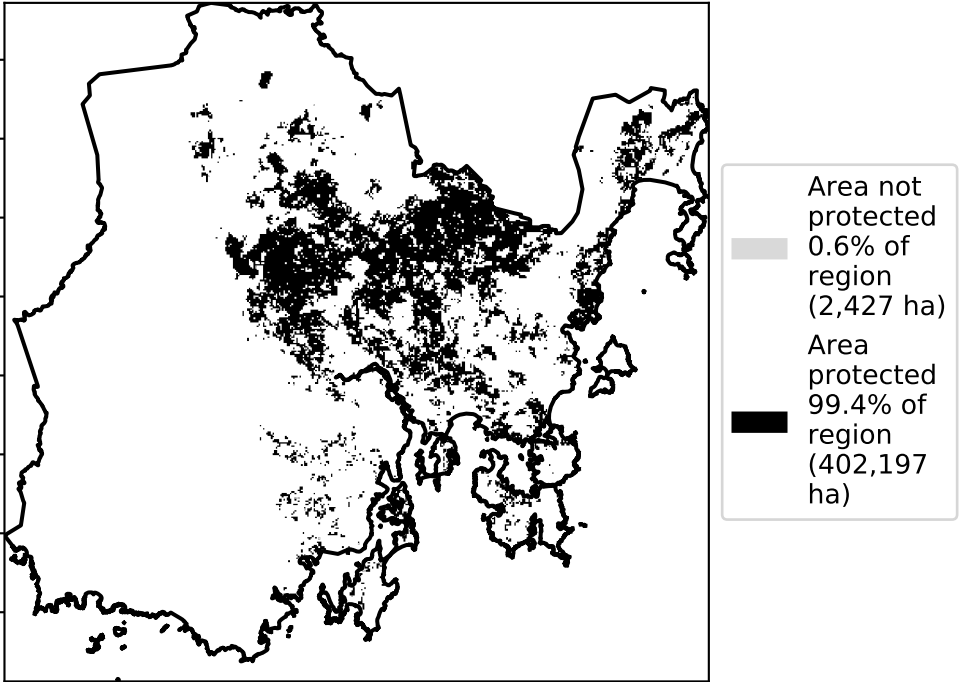 Area not
protected
0.6% of
region
(2,427 ha)
Area
protected
99.4% of
region
(402,197
ha)